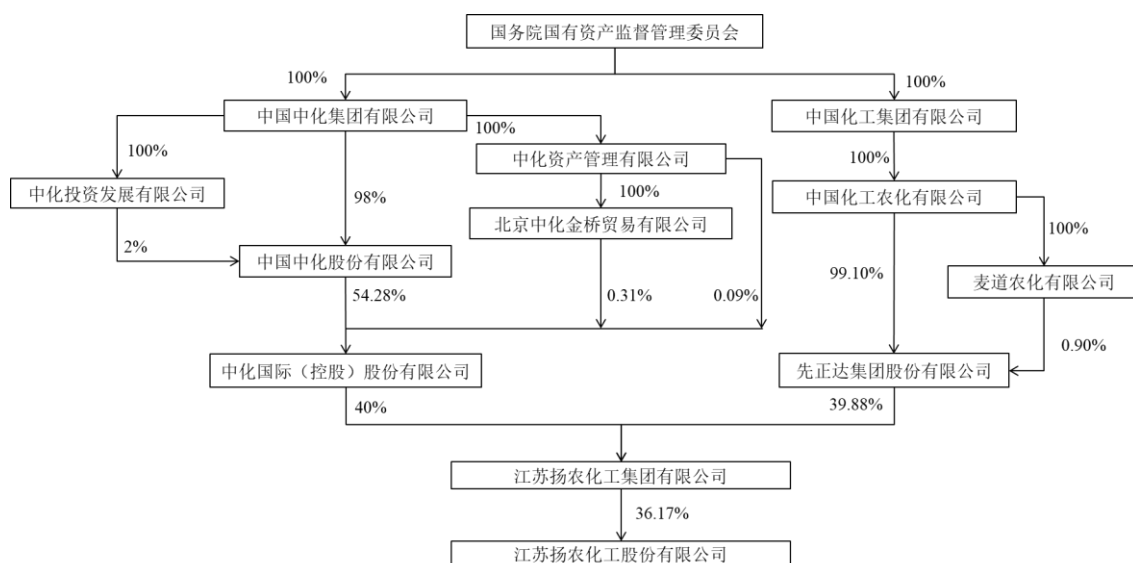 国务院国有资产监督管理委员会
100%
100%
中国中化集团有限公司
中国化工集团有限公司
100%
100%
中化资产管理有限公司
100%
中化投资发展有限公司
98%
100%
中国化工农化有限公司
北京中化金桥贸易有限公司
100%
2%
中国中化股份有限公司
99.10%
麦道农化有限公司
54.28%
0.31%
0.09%
0.90%
中化国际（控股）股份有限公司
先正达集团股份有限公司
40%
39.88%
江苏扬农化工集团有限公司
36.17%
江苏扬农化工股份有限公司